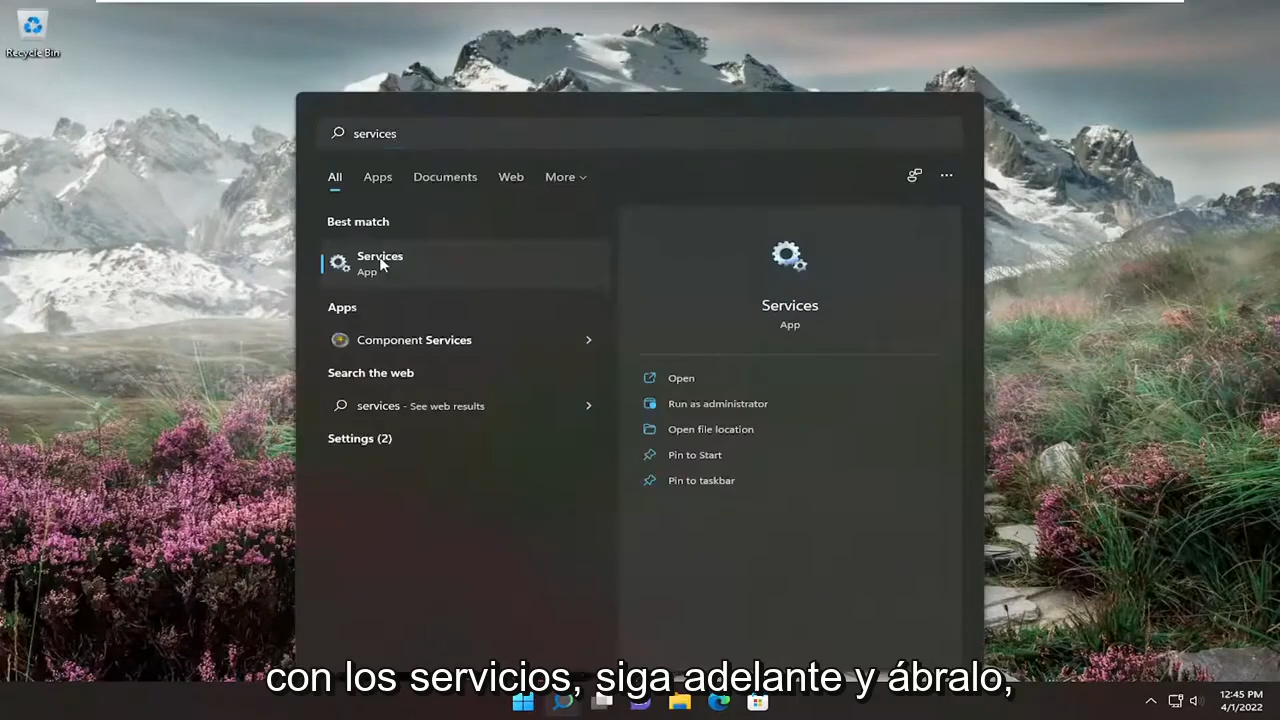 Recycle Bin
services
All Apps Documents Web More
Best match
Services
App
Apps
Component Services
Search the web
services - See web results
Settings (2)
Services
App
Open
Run as administrator
Open file location
Pin to Start
Pin to taskbar
con los servicios, siga adelante y ábralo,
12:45 PM
4/1/2022